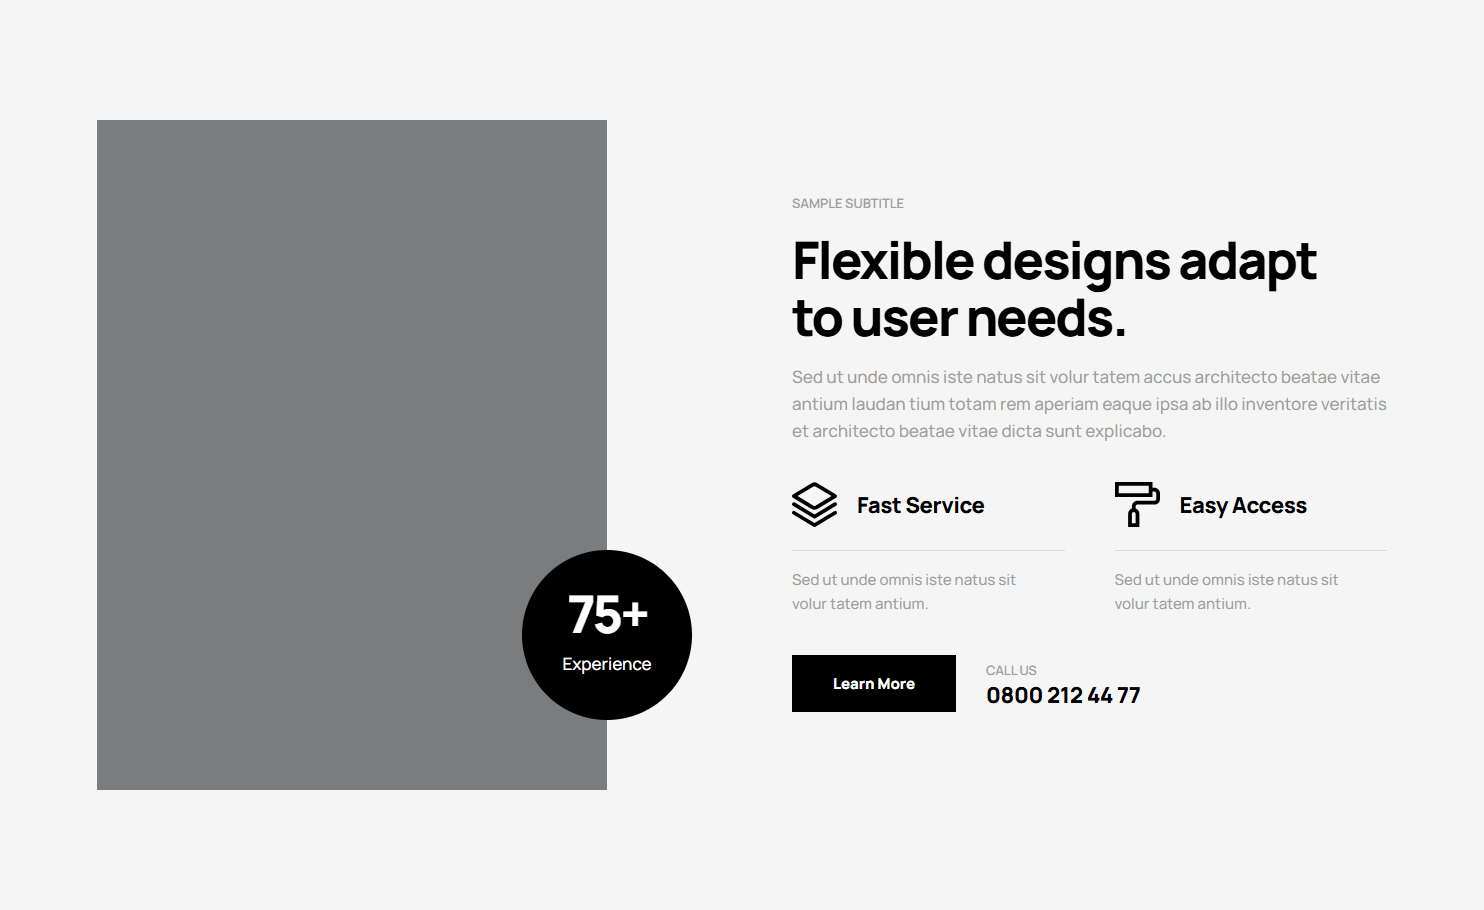 75+
Experience
SAMPLE SUBTITLE
Flexible designs adapt
to user needs.
Sed ut unde omnis iste natus sit volur tatem accus architecto beatae vitae
antium laudan tium totam rem aperiam eaque ipsa ab illo inventore veritatis
et architecto beatae vitae dicta sunt explicabo.
Fast Service
Sed ut unde omnis iste natus sit
volur tatem antium.
Easy Access
Sed ut unde omnis iste natus sit
volur tatem antium.
Learn More
CALL US
0800 212 44 77